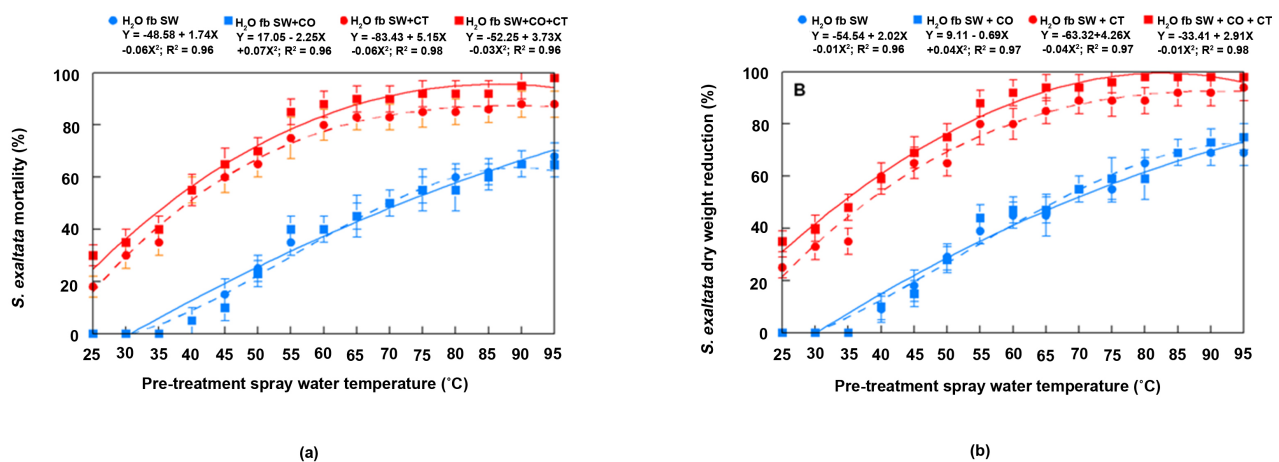 H₂O fb SW
Y = -48.58 + 1.74X
-0.06X²; R² = 0.96
H₂O fb SW+CO
Y = 17.05 - 2.25X
+0.07X²; R² = 0.96
H₂O fb SW+CT
Y = -83.43 + 5.15X
-0.06X²; R² = 0.98
H₂O fb SW+CO+CT
Y = -52.25 + 3.73X
-0.03X²; R² = 0.96
S. exaltata mortality (%)
100
80
60
40
20
0
25 30 35 40 45 50 55 60 65 70 75 80 85 90 95
Pre-treatment spray water temperature (˚C)
(a)
H₂O fb SW
Y = -54.54 + 2.02X
-0.01X²; R² = 0.96
H₂O fb SW + CO
Y = 9.11 - 0.69X
+0.04X²; R² = 0.97
H₂O fb SW + CT
Y = -63.32+4.26X
-0.04X²; R² = 0.97
H₂O fb SW + CO + CT
Y = -33.41 + 2.91X
-0.01X²; R² = 0.98
S. exaltata dry weight reduction (%)
B
100
80
60
40
20
0
25 30 35 40 45 50 55 60 65 70 75 80 85 90 95
Pre-treatment spray water temperature (˚C)
(b)